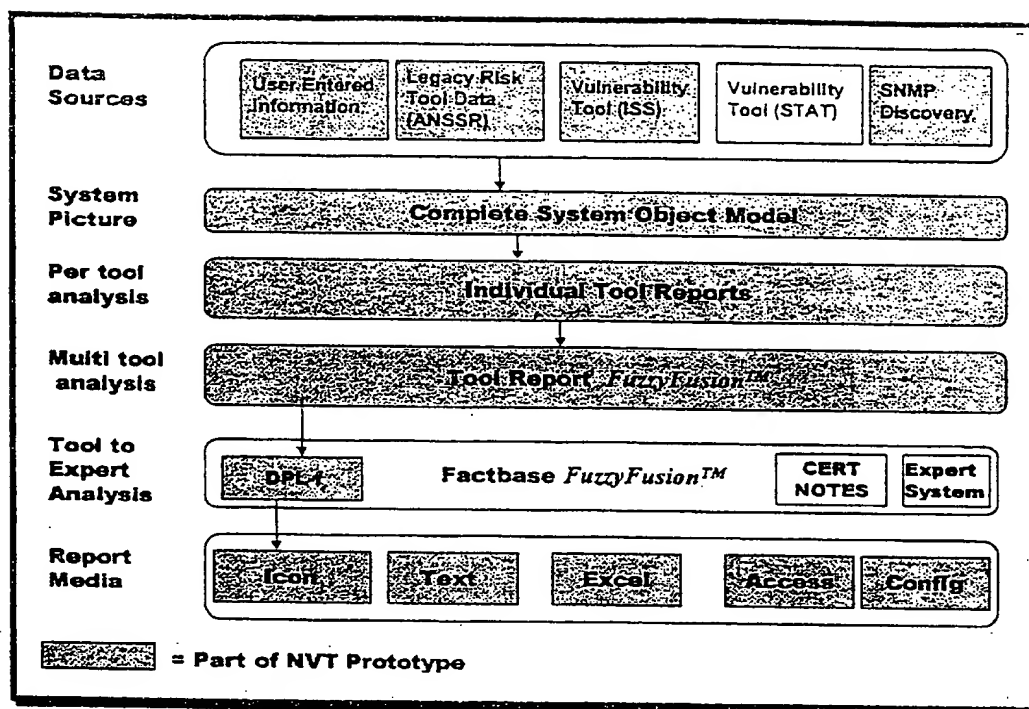 Data
Sources
User Entered
Information
Legacy Risk
Tool Data
(ANSSR)
Vulnerability
Tool (ISS)
Vulnerability
Tool (STAT)
SNMP
Discovery
System
Picture
Complete System Object Model
Per tool
analysis
Individual Tool Reports
Multi tool
analysis
Tool Report FuzzyFusion™
Tool to
Expert
Analysis
DPL-f
Factbase FuzzyFusion™
CERT
NOTES
Expert
System
Report
Media
Icon
Text
Excel
Access
Config
= Part of NVT Prototype